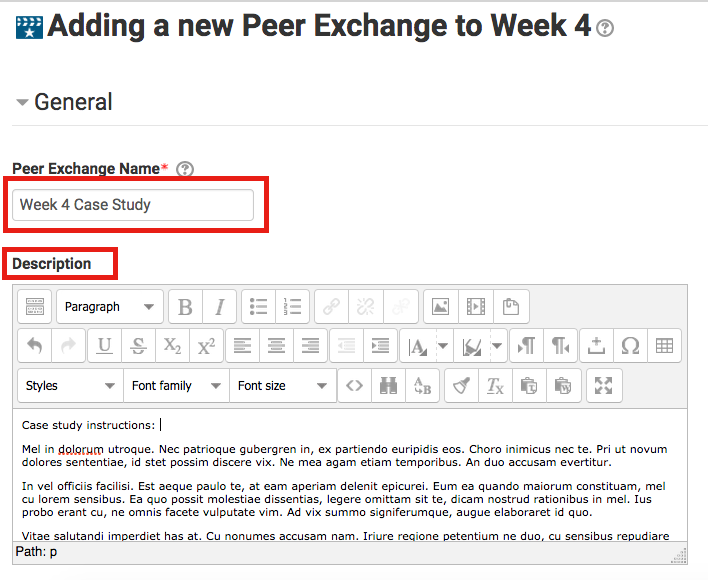 Adding a new Peer Exchange to Week 4
General
Peer Exchange Name*
Week 4 Case Study
Description
Paragraph
Styles Font family Font size
Case study instructions:
Mel in dolorum utroque. Nec patrioque gubergren in, ex partiendo euripidis eos. Choro inimicus nec te. Pri ut novum
dolores sententiae, id stet possim discere vix. Ne mea agam etiam temporibus. An duo accusam evertitur.
In vel officiis facilisi. Est aeque paulo te, at eam aperiam delenit epicurei. Eum ea quando maiorum constituam, mel
cu lorem sensibus. Ea quo possit molestiae dissentias, legere omittam sit te, dicam nostrud rationibus in mel. Ius
probo erant cu, ne omnis facete vulputate vim. Ad vix summo signiferumque, augue elaboraret id quo.
Vitae salutandi imperdiet has at. Cu nonumes accusam nam. Iriure regione petentium ne duo, cu sensibus repudiare
Path: p